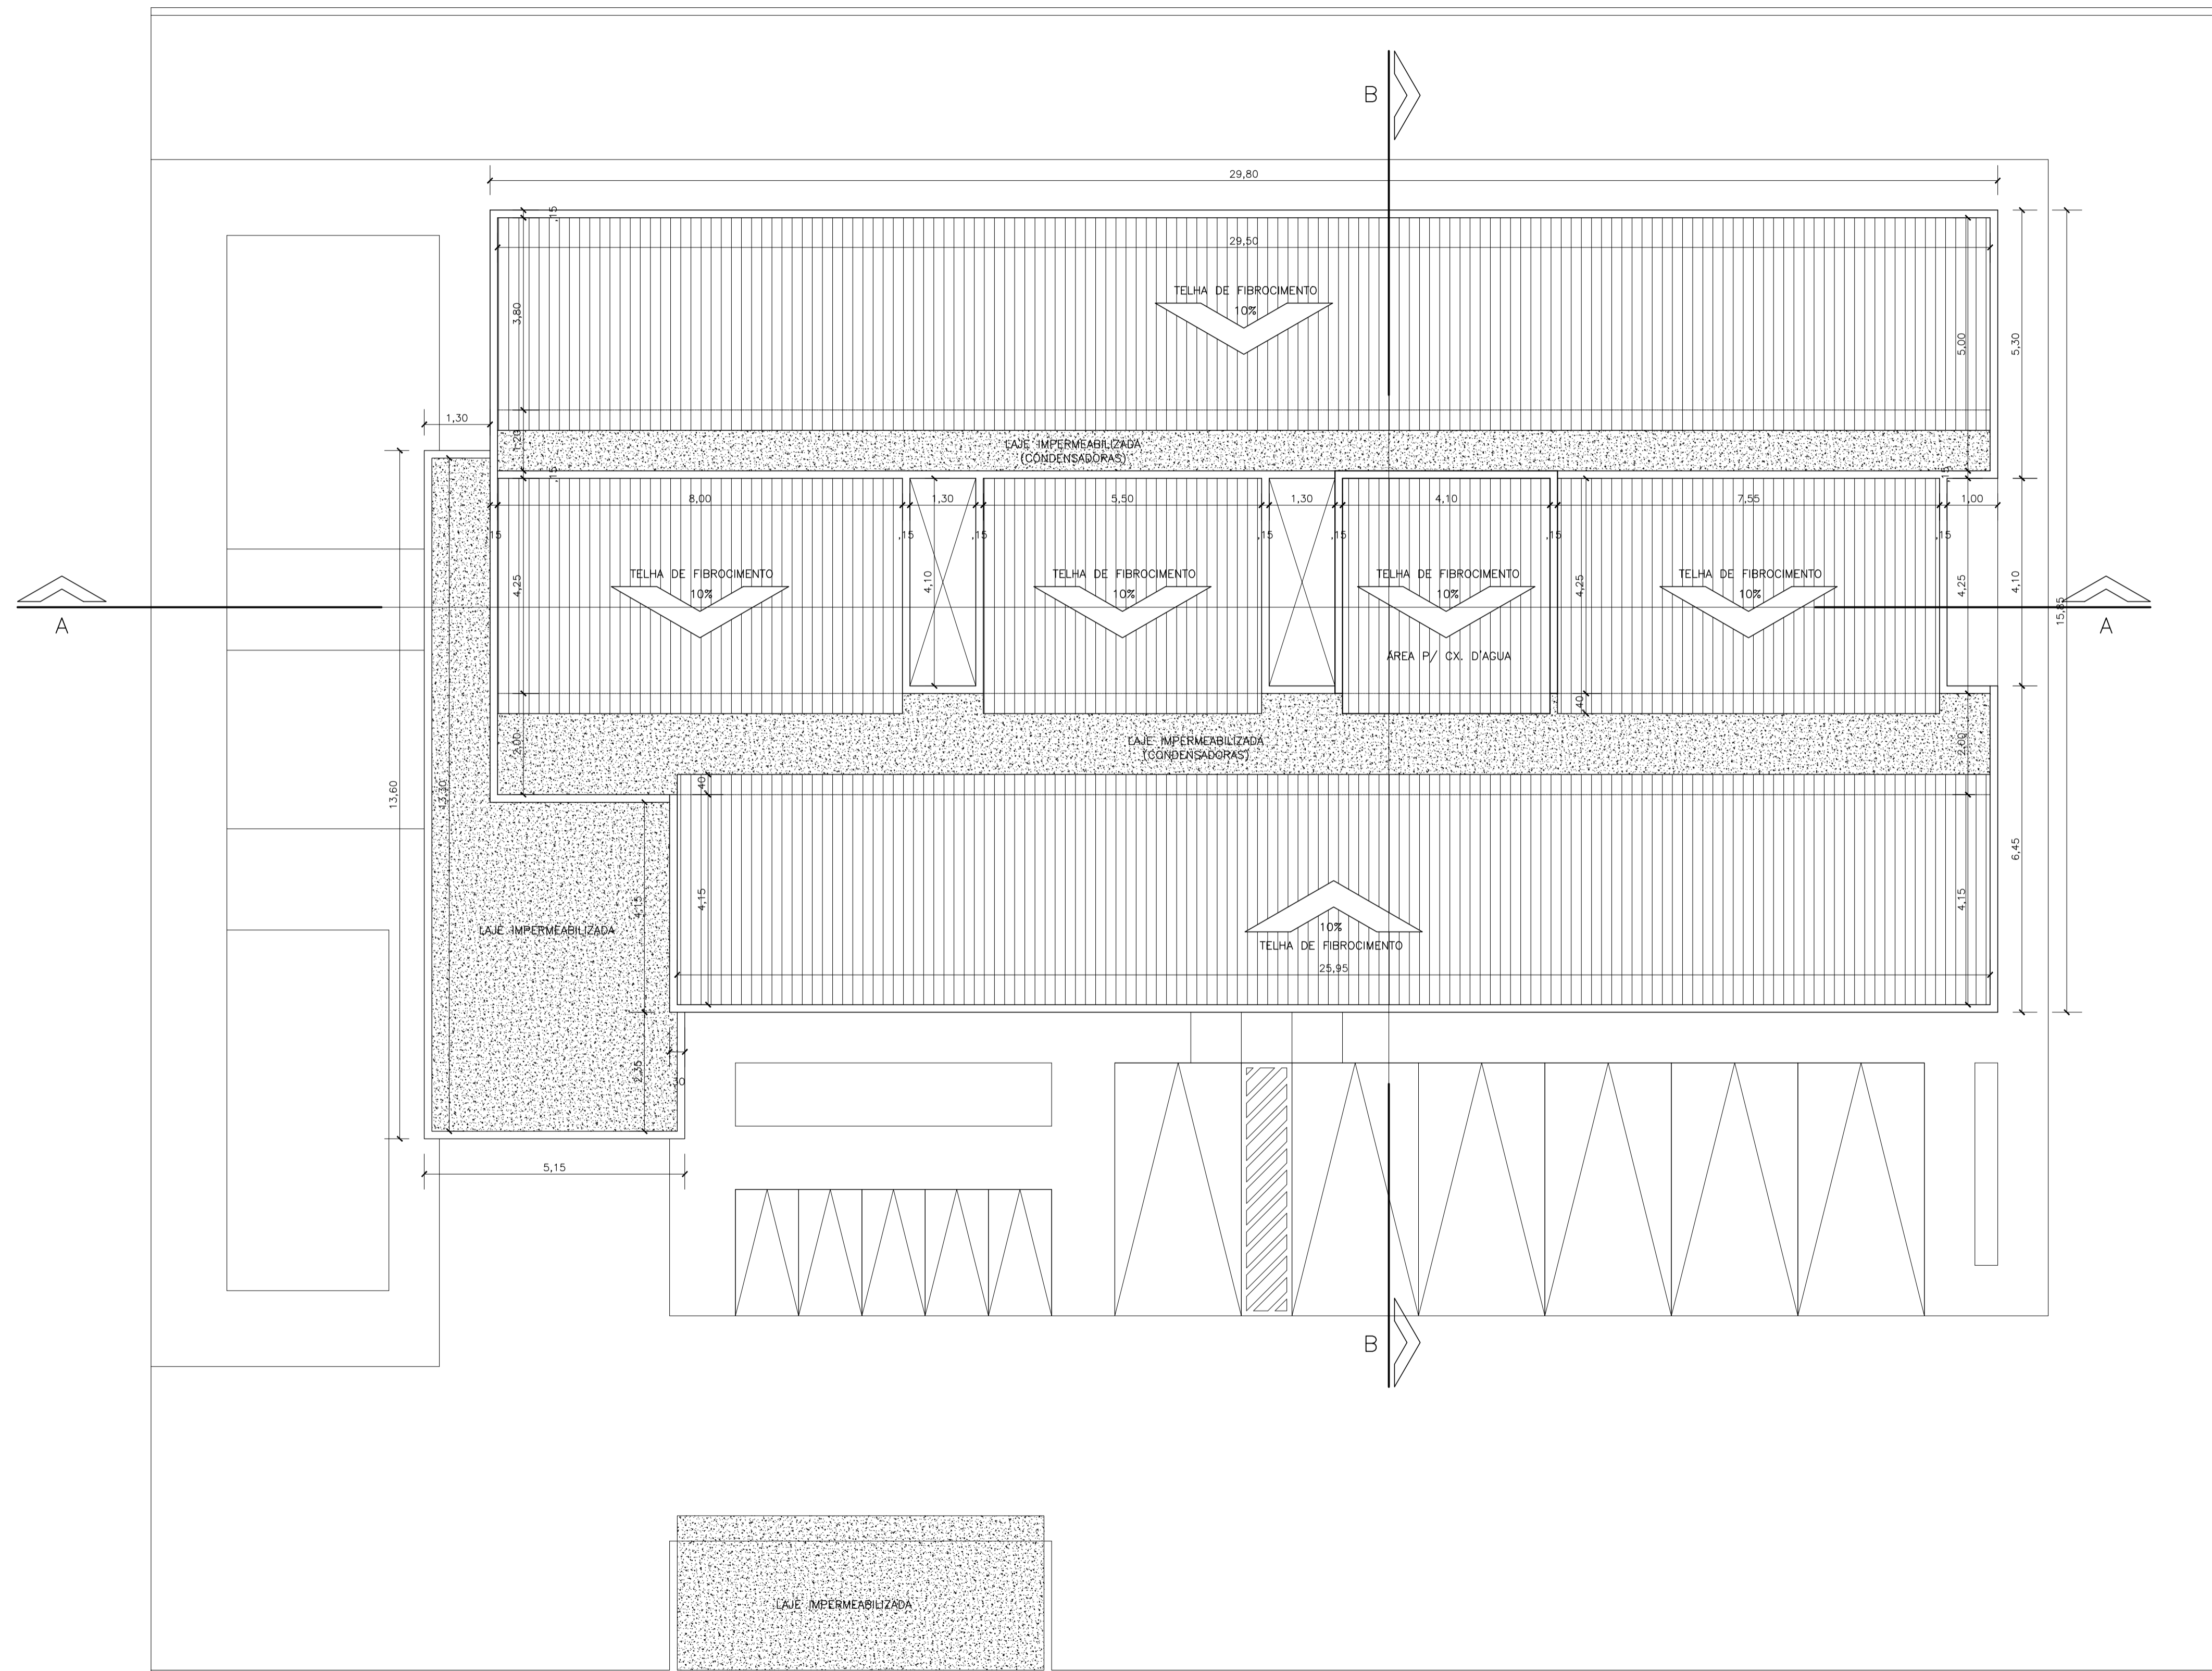 B
29,80
,15
29,50
TELHA DE FIBROCIMENTO
10%
3,80
5,00
5,30
1,30
1,20
LAJE IMPERMEABILIZADA
(CONDENSADORAS)
,15
,15
8,00
1,30
5,50
1,30
4,10
7,55
1,00
,15
,15
,15
,15
,15
,15
,15
4,25
TELHA DE FIBROCIMENTO
10%
4,10
TELHA DE FIBROCIMENTO
10%
TELHA DE FIBROCIMENTO
10%
4,25
TELHA DE FIBROCIMENTO
10%
4,25
4,10
15,85
A
A
ÁREA P/ CX. D'AGUA
,40
2,00
LAJE IMPERMEABILIZADA
(CONDENSADORAS)
2,00
13,60
13,30
,40
6,45
4,15
4,15
4,15
LAJE IMPERMEABILIZADA
10%
TELHA DE FIBROCIMENTO
25,95
2,35
,30
5,15
B
LAJE IMPERMEABILIZADA